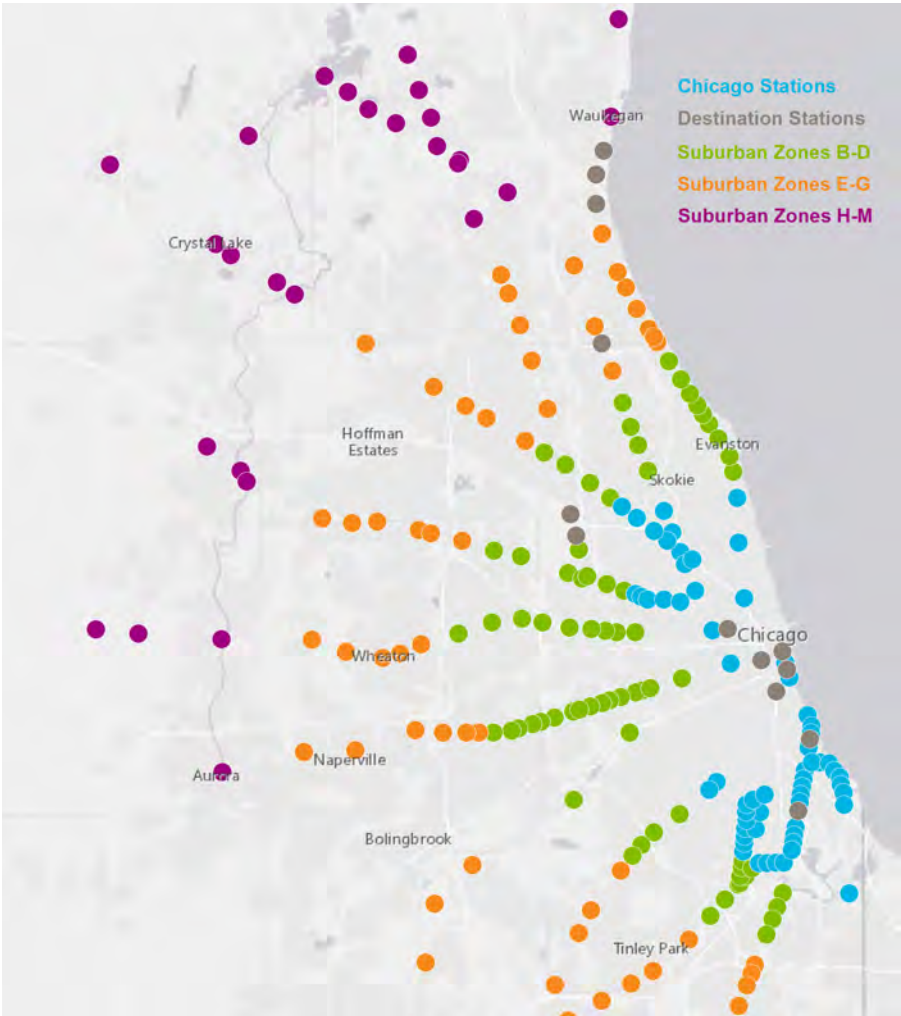 Chicago Stations
Destination Stations
Suburban Zones B-D
Suburban Zones E-G
Suburban Zones H-M
Waukegan
Crystal Lake
Hoffman
Estates
Evanston
Skokie
Chicago
Wheaton
Naperville
Aurora
Bolingbrook
Tinley Park